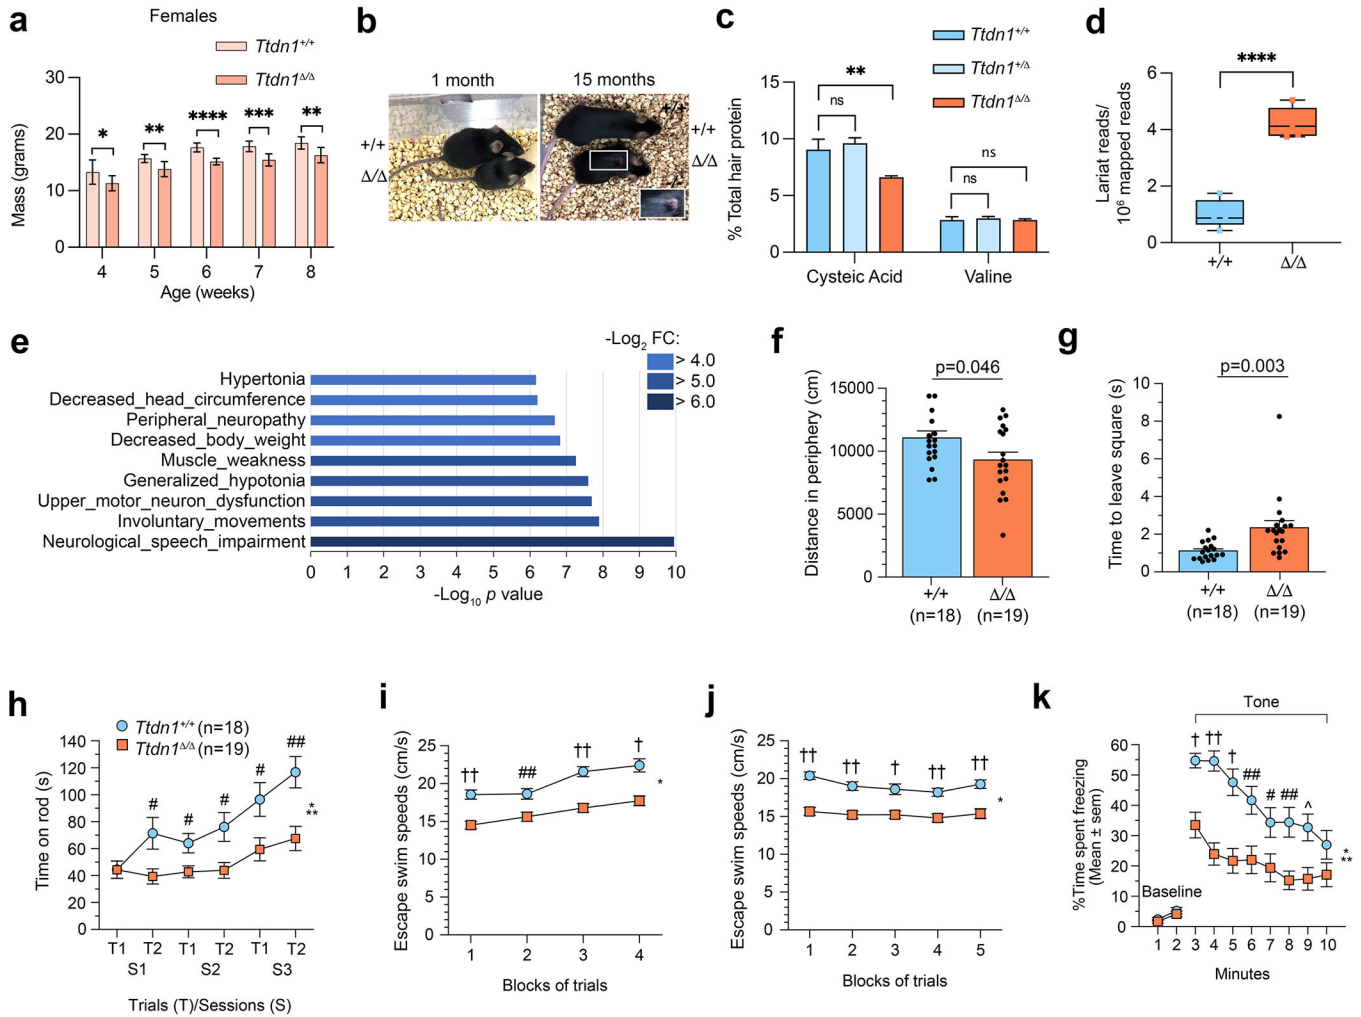 a
Females
Ttdn1+/+
Ttdn1Δ/Δ
Mass (grams)
30
20
10
0
*
**
****
***
**
4 5 6 7 8
Age (weeks)
b
1 month
15 months
+/+
Δ/Δ
+/+
+/+
Δ/Δ
c
Ttdn1+/+
Ttdn1+/Δ
Ttdn1Δ/Δ
% Total hair protein
15
10
5
0
**
ns
ns
ns
Cysteic Acid
Valine
d
****
Lariat reads/
10⁶ mapped reads
6
4
2
0
+/+
Δ/Δ
e
-Log₂ FC:
> 4.0
> 5.0
> 6.0
Hypertonia
Decreased_head_circumference
Peripheral_neuropathy
Decreased_body_weight
Muscle_weakness
Generalized_hypotonia
Upper_motor_neuron_dysfunction
Involuntary_movements
Neurological_speech_impairment
0 1 2 3 4 5 6 7 8 9 10
-Log₁₀ p value
f
p=0.046
Distance in periphery (cm)
15000
10000
5000
0
+/+
(n=18)
Δ/Δ
(n=19)
g
p=0.003
Time to leave square (s)
10
8
6
4
2
0
+/+
(n=18)
Δ/Δ
(n=19)
h
Ttdn1+/+ (n=18)
Ttdn1Δ/Δ (n=19)
Time on rod (s)
140
120
100
80
60
40
20
0
# # # # ##
*
**
T1 T2 T1 T2 T1 T2
S1 S2 S3
Trials (T)/Sessions (S)
i
Escape swim speeds (cm/s)
25
20
15
10
5
0
†† ## †† †
*
1 2 3 4
Blocks of trials
j
Escape swim speeds (cm/s)
25
20
15
10
5
0
†† †† † †† ††
*
1 2 3 4 5
Blocks of trials
k
Tone
%Time spent freezing
(Mean ± sem)
60
50
40
30
20
10
0
† †† † ## # ## ^
*
**
Baseline
1 2 3 4 5 6 7 8 9 10
Minutes